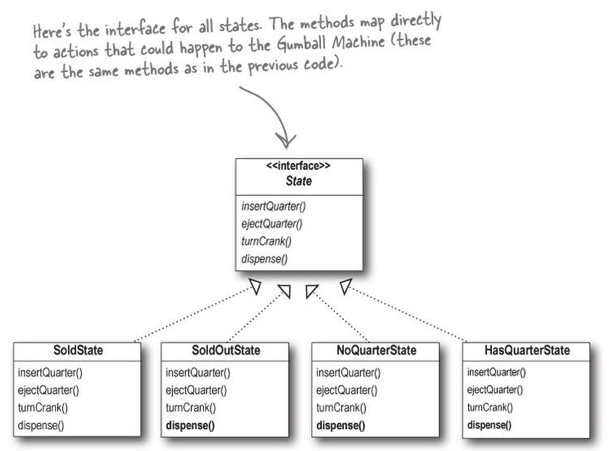 Here's the interface for all states. The methods map directly
to actions that could happen to the Gumball Machine (these
are the same methods as in the previous code).
<<interface>>
State
insertQuarter()
ejectQuarter()
turnCrank()
dispense()
SoldState
insertQuarter()
ejectQuarter()
turnCrank()
dispense()
SoldOutState
insertQuarter()
ejectQuarter()
turnCrank()
dispense()
NoQuarterState
insertQuarter()
ejectQuarter()
turnCrank()
dispense()
HasQuarterState
insertQuarter()
ejectQuarter()
turnCrank()
dispense()